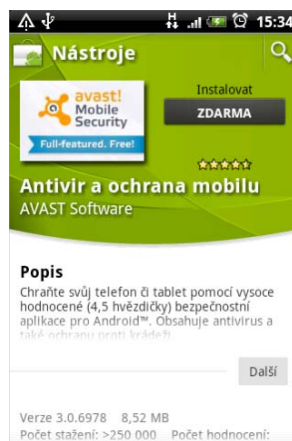 H
15:34
Nástroje
avast!
Mobile
Security
Full-featured. Free!
Instalovat
ZDARMA
Antivir a ochrana mobilu
AVAST Software
Popis
Chraňte svůj telefon či tablet pomocí vysoce
hodnocené (4,5 hvězdičky) bezpečnostní
aplikace pro Android™. Obsahuje antivirus a
také ochranu proti krádeži
Další
Verze 3.0.6978 8,52 MB
Počet stažení: >250 000 Počet hodnocení: